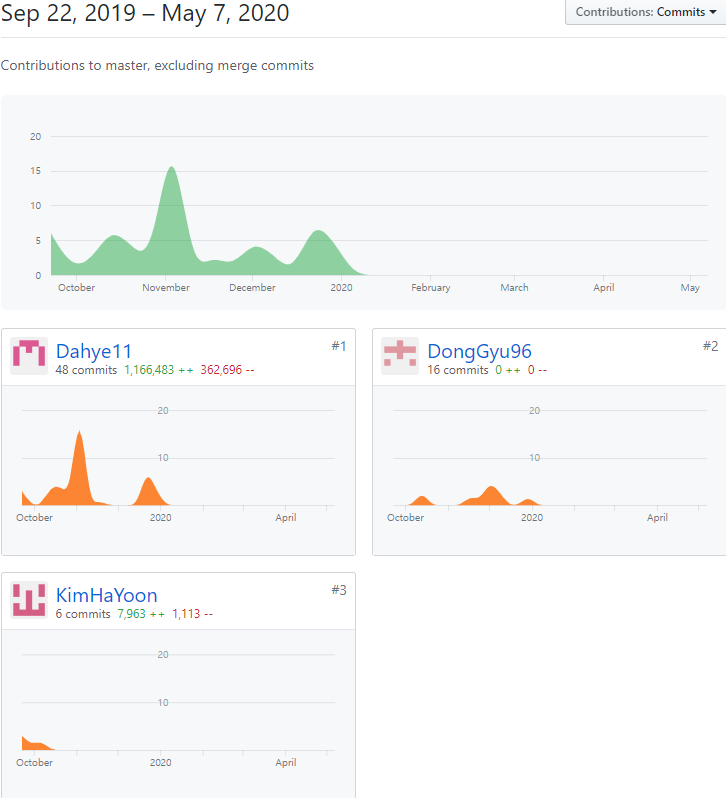 Sep 22, 2019 – May 7, 2020
Contributions: Commits
Contributions to master, excluding merge commits
20
15
10
5
0
October November December 2020 February March April May
Dahye11 #1
48 commits 1,166,483 ++ 362,696 --
20
10
October 2020 April
DongGyu96 #2
16 commits 0 ++ 0 --
20
10
October 2020 April
KimHaYoon #3
6 commits 7,963 ++ 1,113 --
20
10
October 2020 April